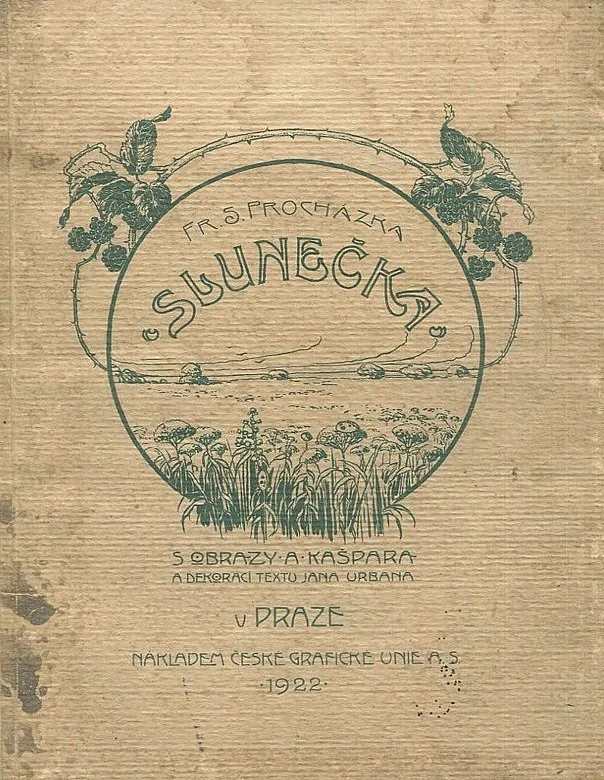 FR. S. PROCHÁZKA
SLUNEČKA
S OBRAZY · A · KAŠPARA
A DEKORACÍ TEXTU JANA URBANA
V PRAZE
NÁKLADEM ČESKÉ GRAFICKÉ UNIE A. S.
· 1922 ·